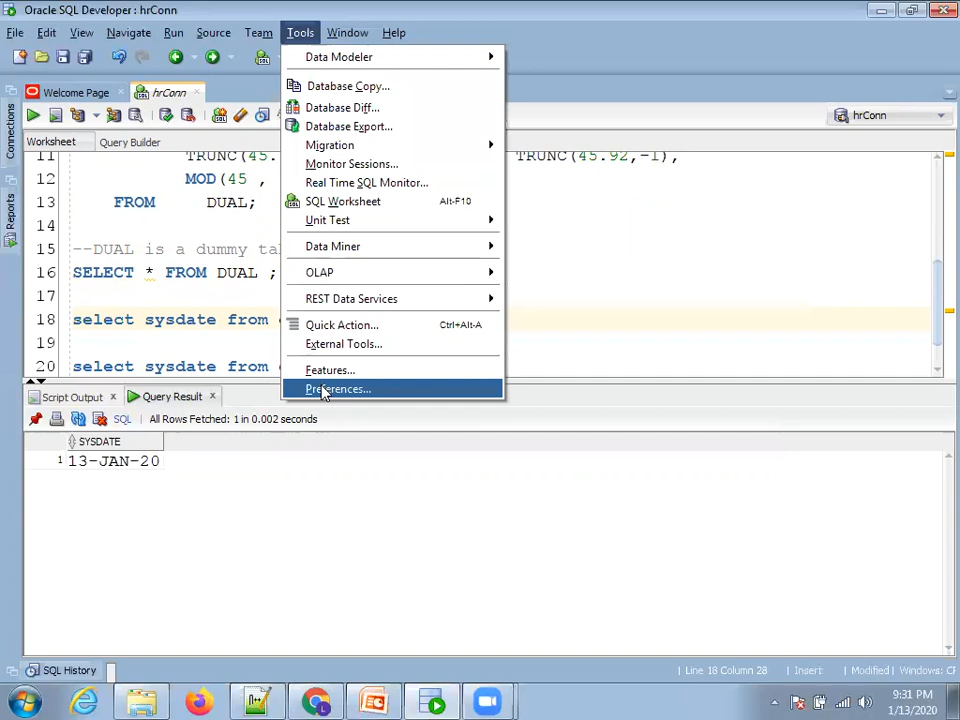 Oracle SQL Developer: hrConn
File Edit View Navigate Run Source Team Tools Window Help
Welcome Page hrConn
hrConn
Worksheet Query Builder
Connections
Reports
Data Modeler
Database Copy...
Database Diff...
Database Export...
Migration
Monitor Sessions...
Real Time SQL Monitor...
SQL Worksheet Alt-F10
Unit Test
Data Miner
OLAP
REST Data Services
Quick Action... Ctrl+Alt-A
External Tools...
Features...
Preferences...
11 TRUNC(45. TRUNC(45.92,-1),
12 MOD(45 ,
13 FROM DUAL;
14
15 --DUAL is a dummy ta
16 SELECT * FROM DUAL ;
17
18 select sysdate from
19
20 select sysdate from
Script Output Query Result
SQL All Rows Fetched: 1 in 0.002 seconds
SYSDATE
1 13-JAN-20
SQL History
Line 18 Column 28 Insert Modified Windows: CF
9:31 PM
1/13/2020